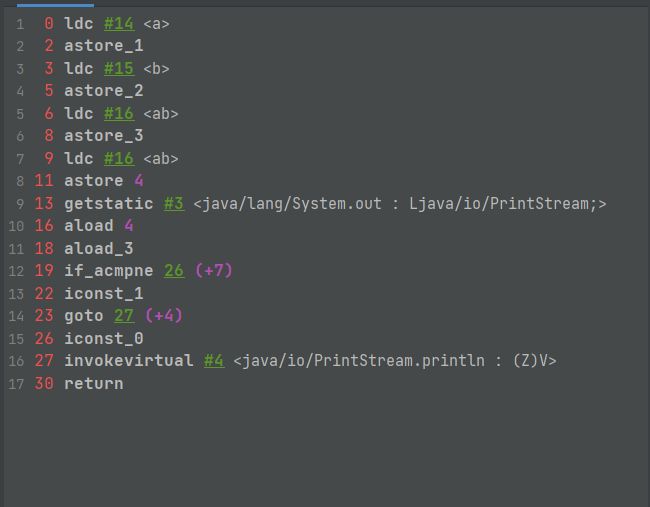 1 0 ldc #14 <a>
2 2 astore_1
3 3 ldc #15 <b>
4 5 astore_2
5 6 ldc #16 <ab>
6 8 astore_3
7 9 ldc #16 <ab>
8 11 astore 4
9 13 getstatic #3 <java/lang/System.out : Ljava/io/PrintStream;>
10 16 aload 4
11 18 aload_3
12 19 if_acmpne 26 (+7)
13 22 iconst_1
14 23 goto 27 (+4)
15 26 iconst_0
16 27 invokevirtual #4 <java/io/PrintStream.println : (Z)V>
17 30 return